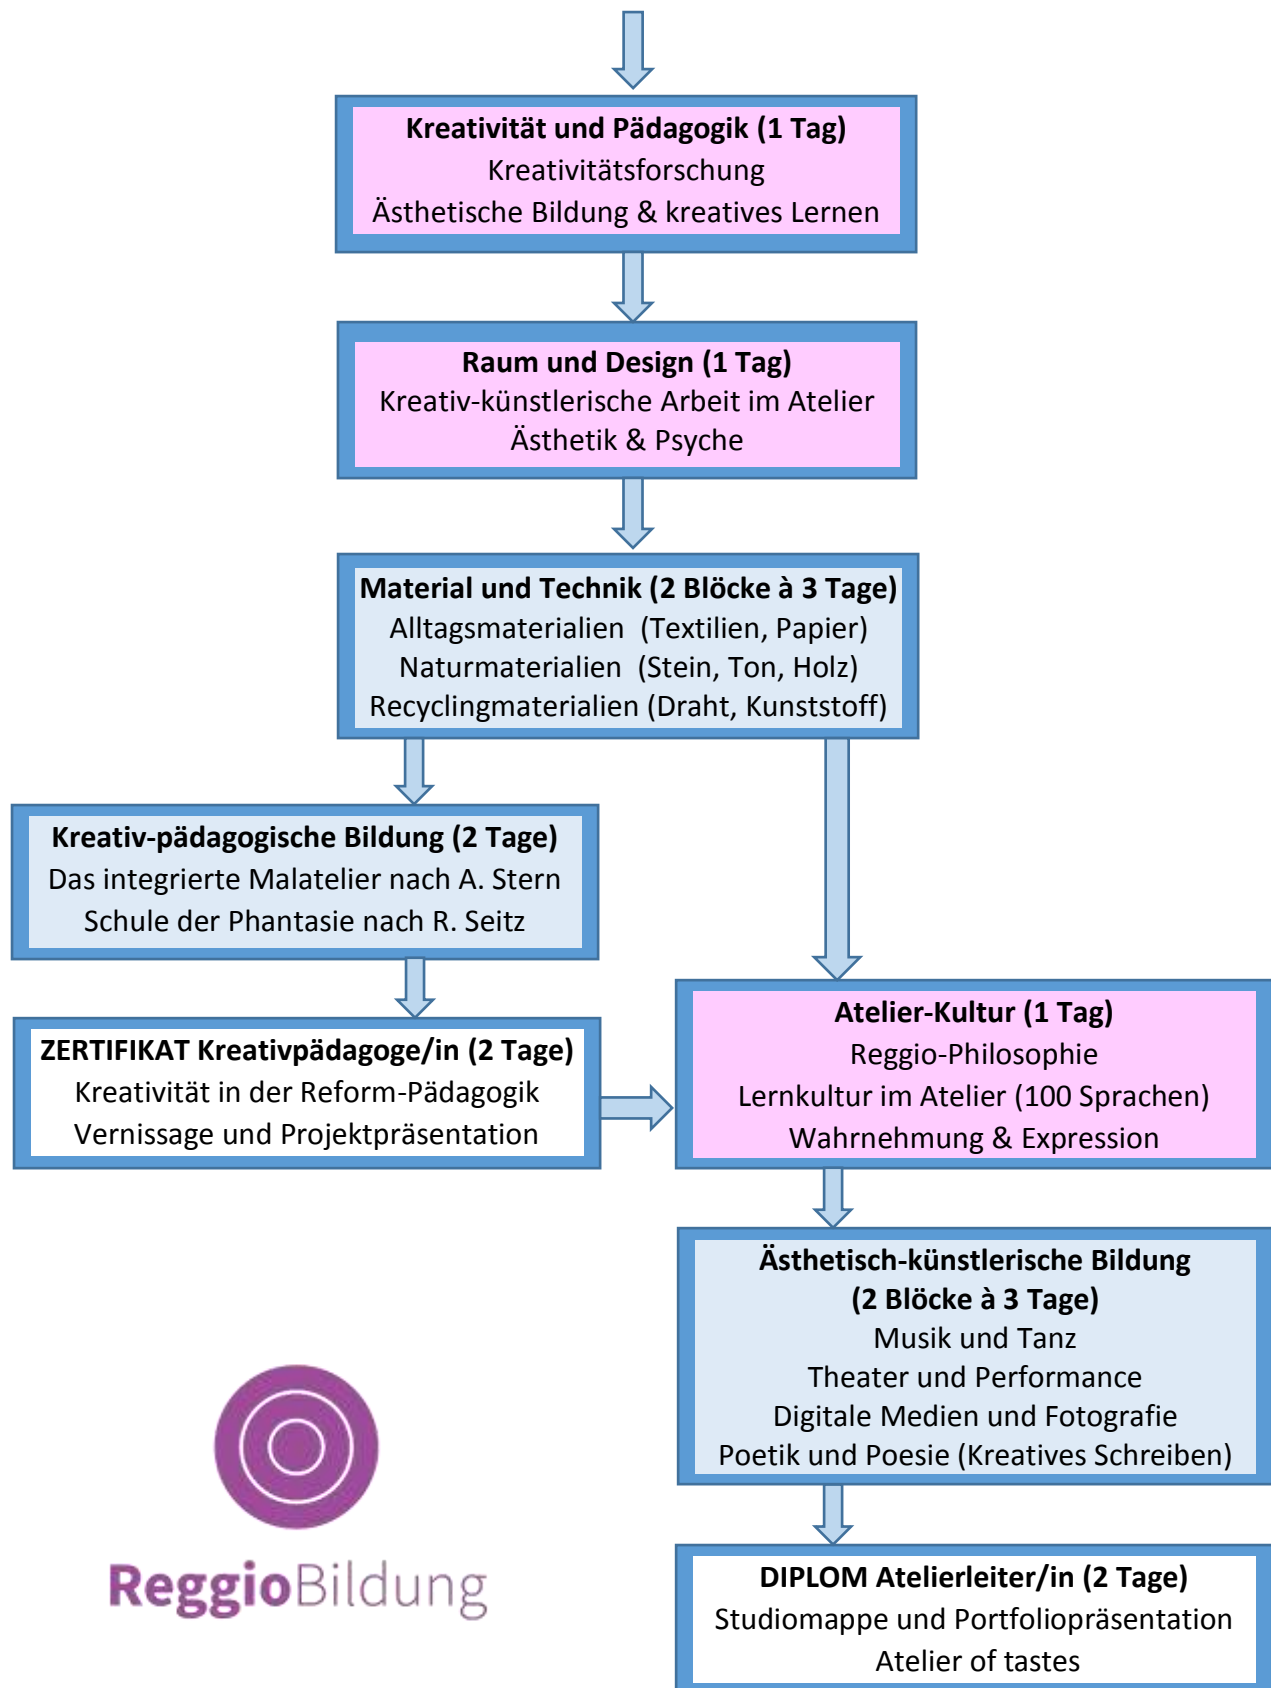 Kreativität und Pädagogik (1 Tag)
Kreativitätsforschung
Ästhetische Bildung & kreatives Lernen
Raum und Design (1 Tag)
Kreativ-künstlerische Arbeit im Atelier
Ästhetik & Psyche
Material und Technik (2 Blöcke à 3 Tage)
Alltagsmaterialien  (Textilien, Papier)
Naturmaterialien  (Stein, Ton, Holz)
Recyclingmaterialien (Draht, Kunststoff)
Kreativ-pädagogische Bildung (2 Tage)
Das integrierte Malatelier nach A. Stern
Schule der Phantasie nach R. Seitz
ZERTIFIKAT Kreativpädagoge/in (2 Tage)
Kreativität in der Reform-Pädagogik
Vernissage und Projektpräsentation
Atelier-Kultur (1 Tag)
Reggio-Philosophie
Lernkultur im Atelier (100 Sprachen)
Wahrnehmung & Expression
Ästhetisch-künstlerische Bildung
(2 Blöcke à 3 Tage)
Musik und Tanz
Theater und Performance
Digitale Medien und Fotografie
Poetik und Poesie (Kreatives Schreiben)
DIPLOM Atelierleiter/in (2 Tage)
Studiomappe und Portfoliopräsentation
Atelier of tastes
ReggioBildung